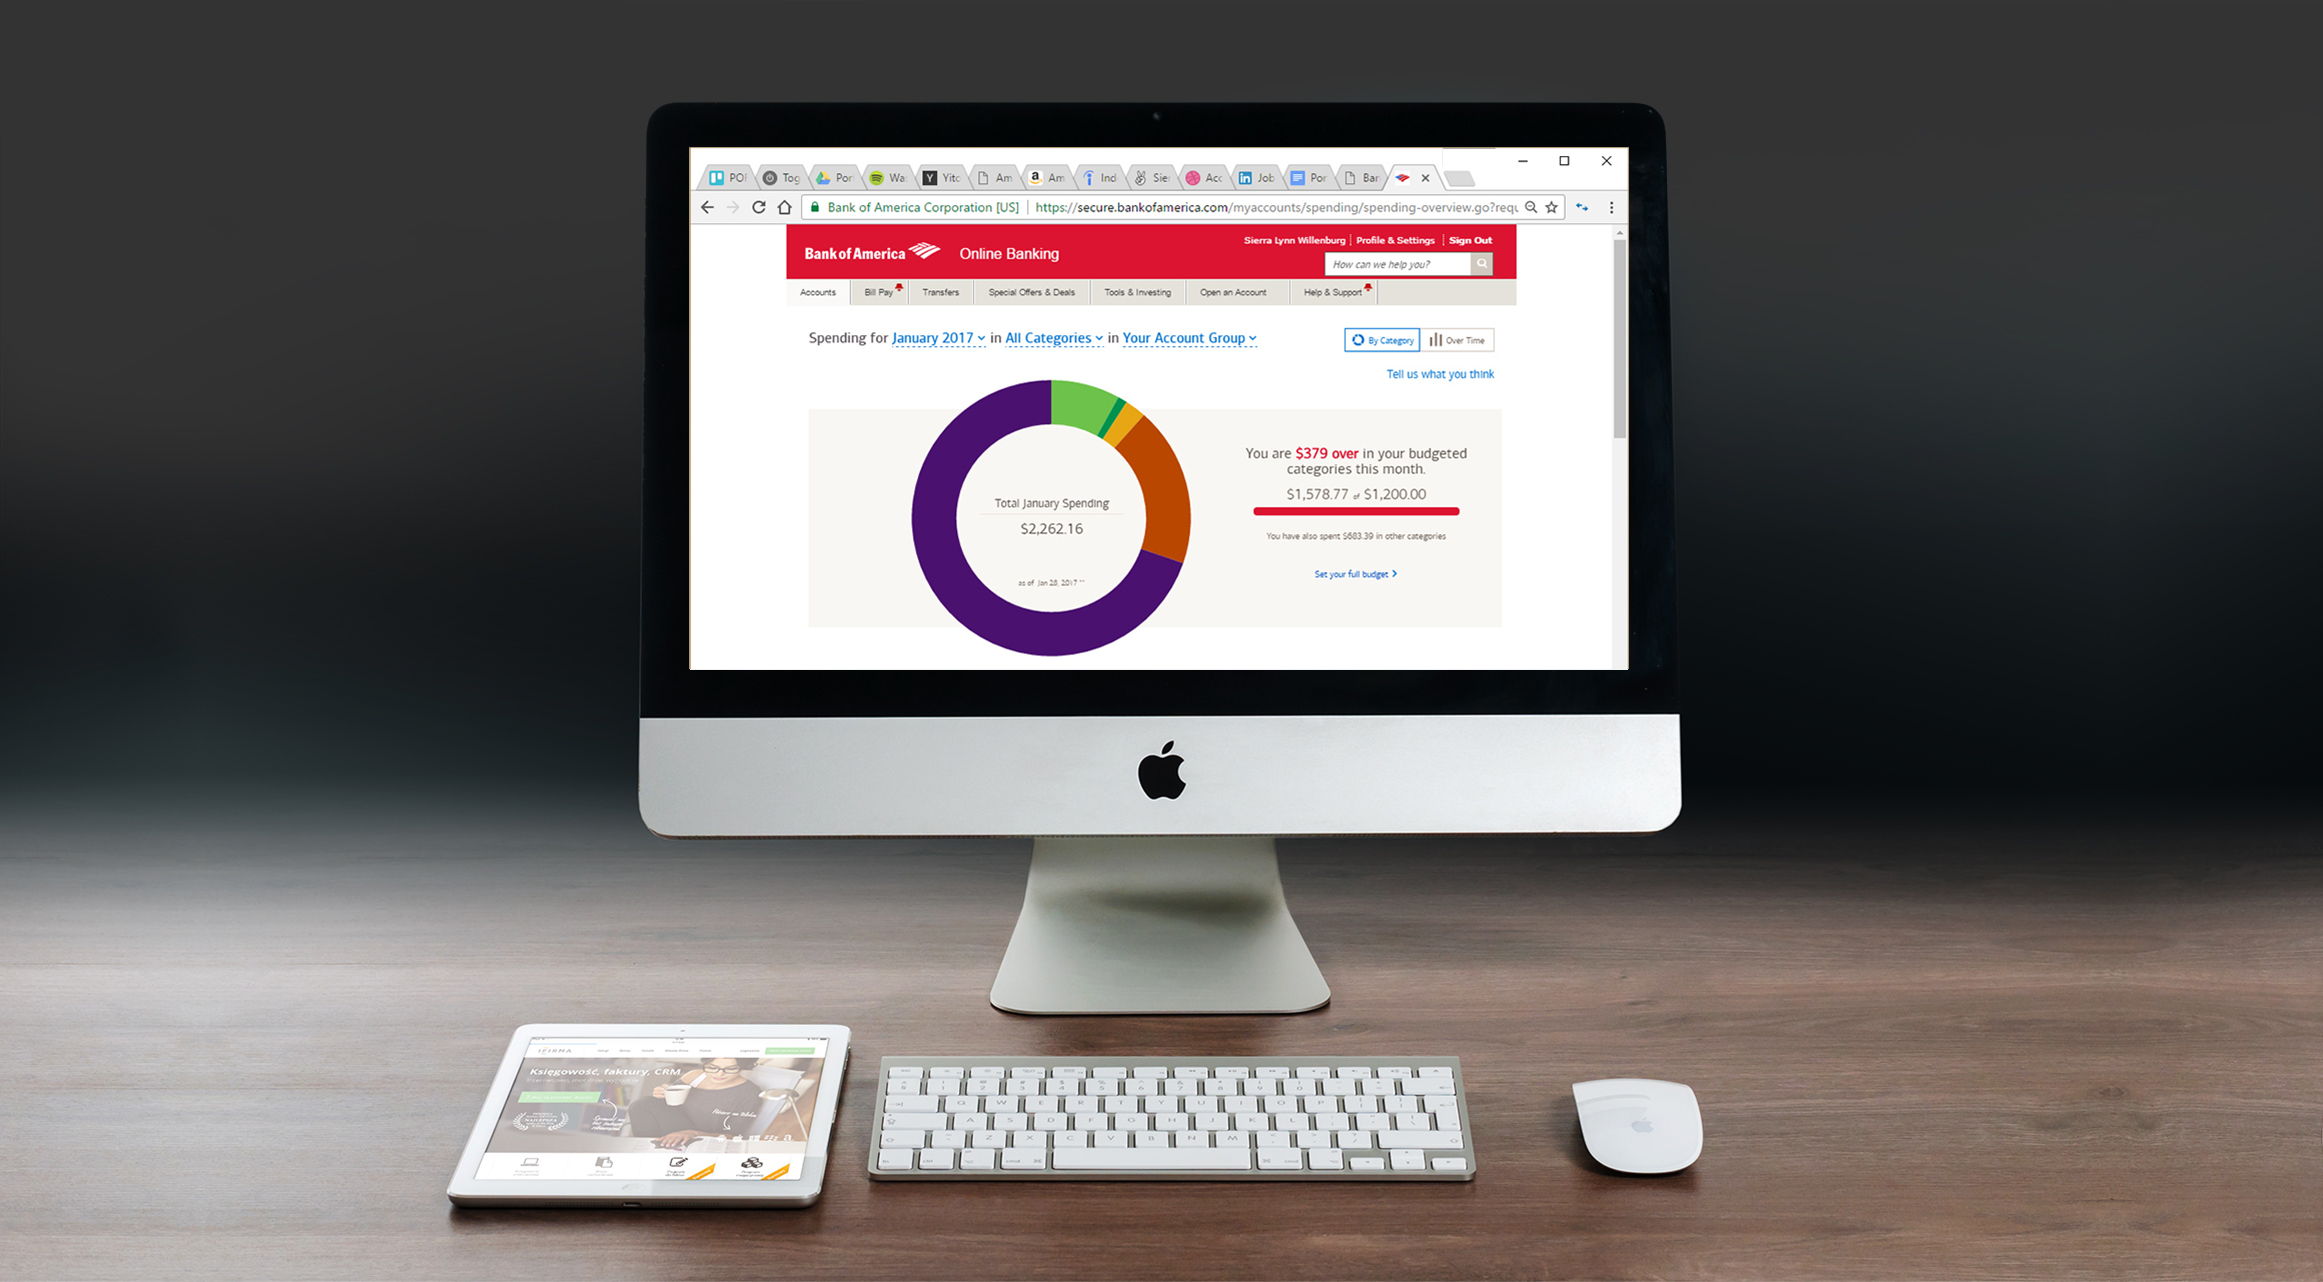 POI
Tog
Por
Wa
Yitc
Am
Am
Ind
Sier
Acc
Job
Por
Bar
Bank of America Corporation [US] | https://secure.bankofamerica.com/myaccounts/spending/spending-overview.go?requ
Sierra Lynn Willenburg Profile & Settings Sign Out
Bank of America Online Banking
How can we help you?
Accounts Bill Pay Transfers Special Offers & Deals Tools & Investing Open an Account Help & Support
Spending for January 2017 in All Categories in Your Account Group
By Category Over Time
Tell us what you think
Total January Spending
$2,262.16
as of Jan 28, 2017 **
You are $379 over in your budgeted
categories this month.
$1,578.77 of $1,200.00
You have also spent $683.39 in other categories
Set your full budget
Księgowość, faktury, CRM
Q W E R T Y U I O P
A S D F G H J K L
Z X C V B N M